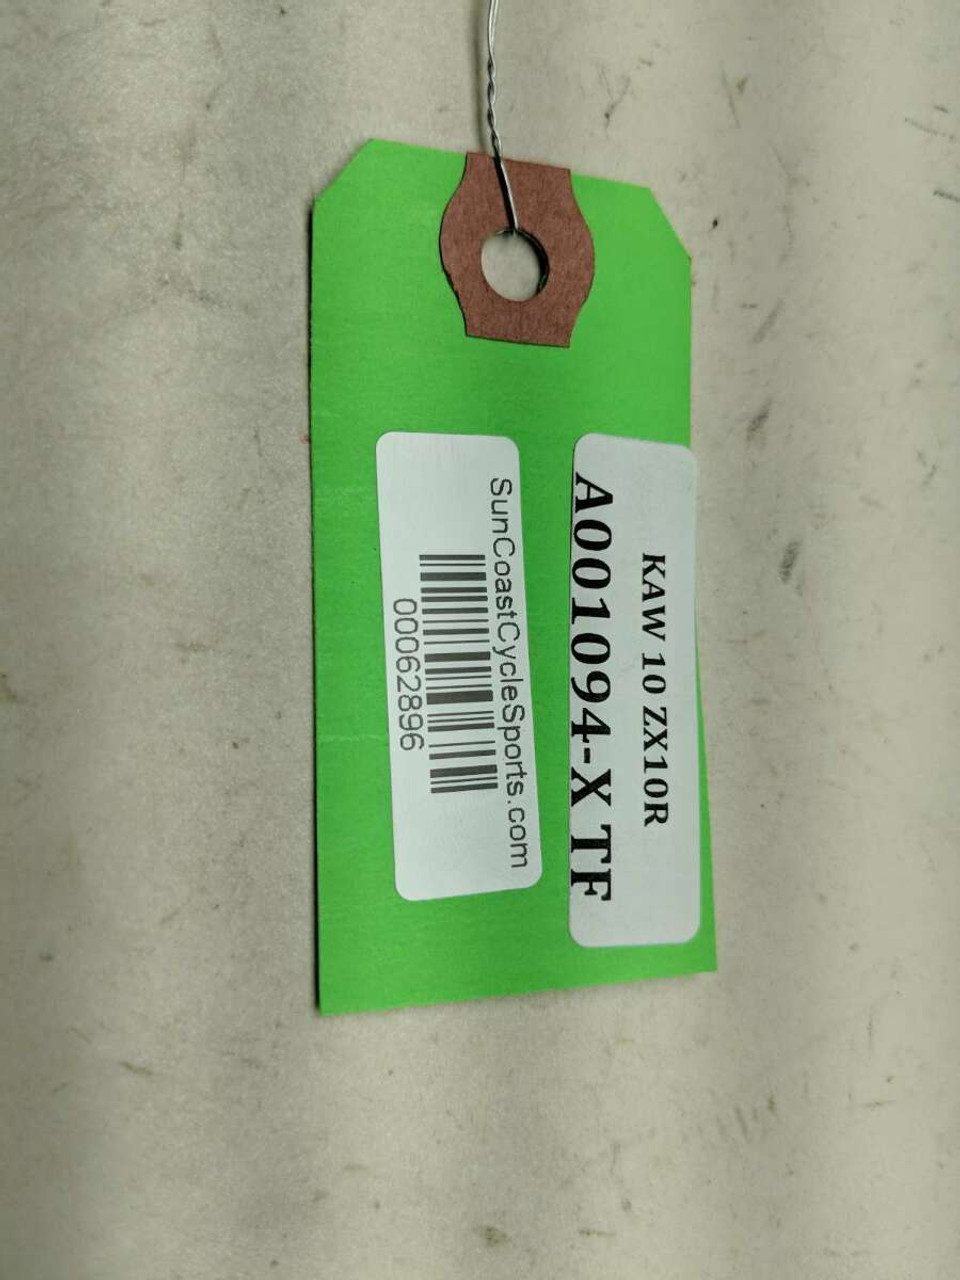 KAW 10 ZX10R
A001094-X TF
SunCoastCycleSports.com
00062896